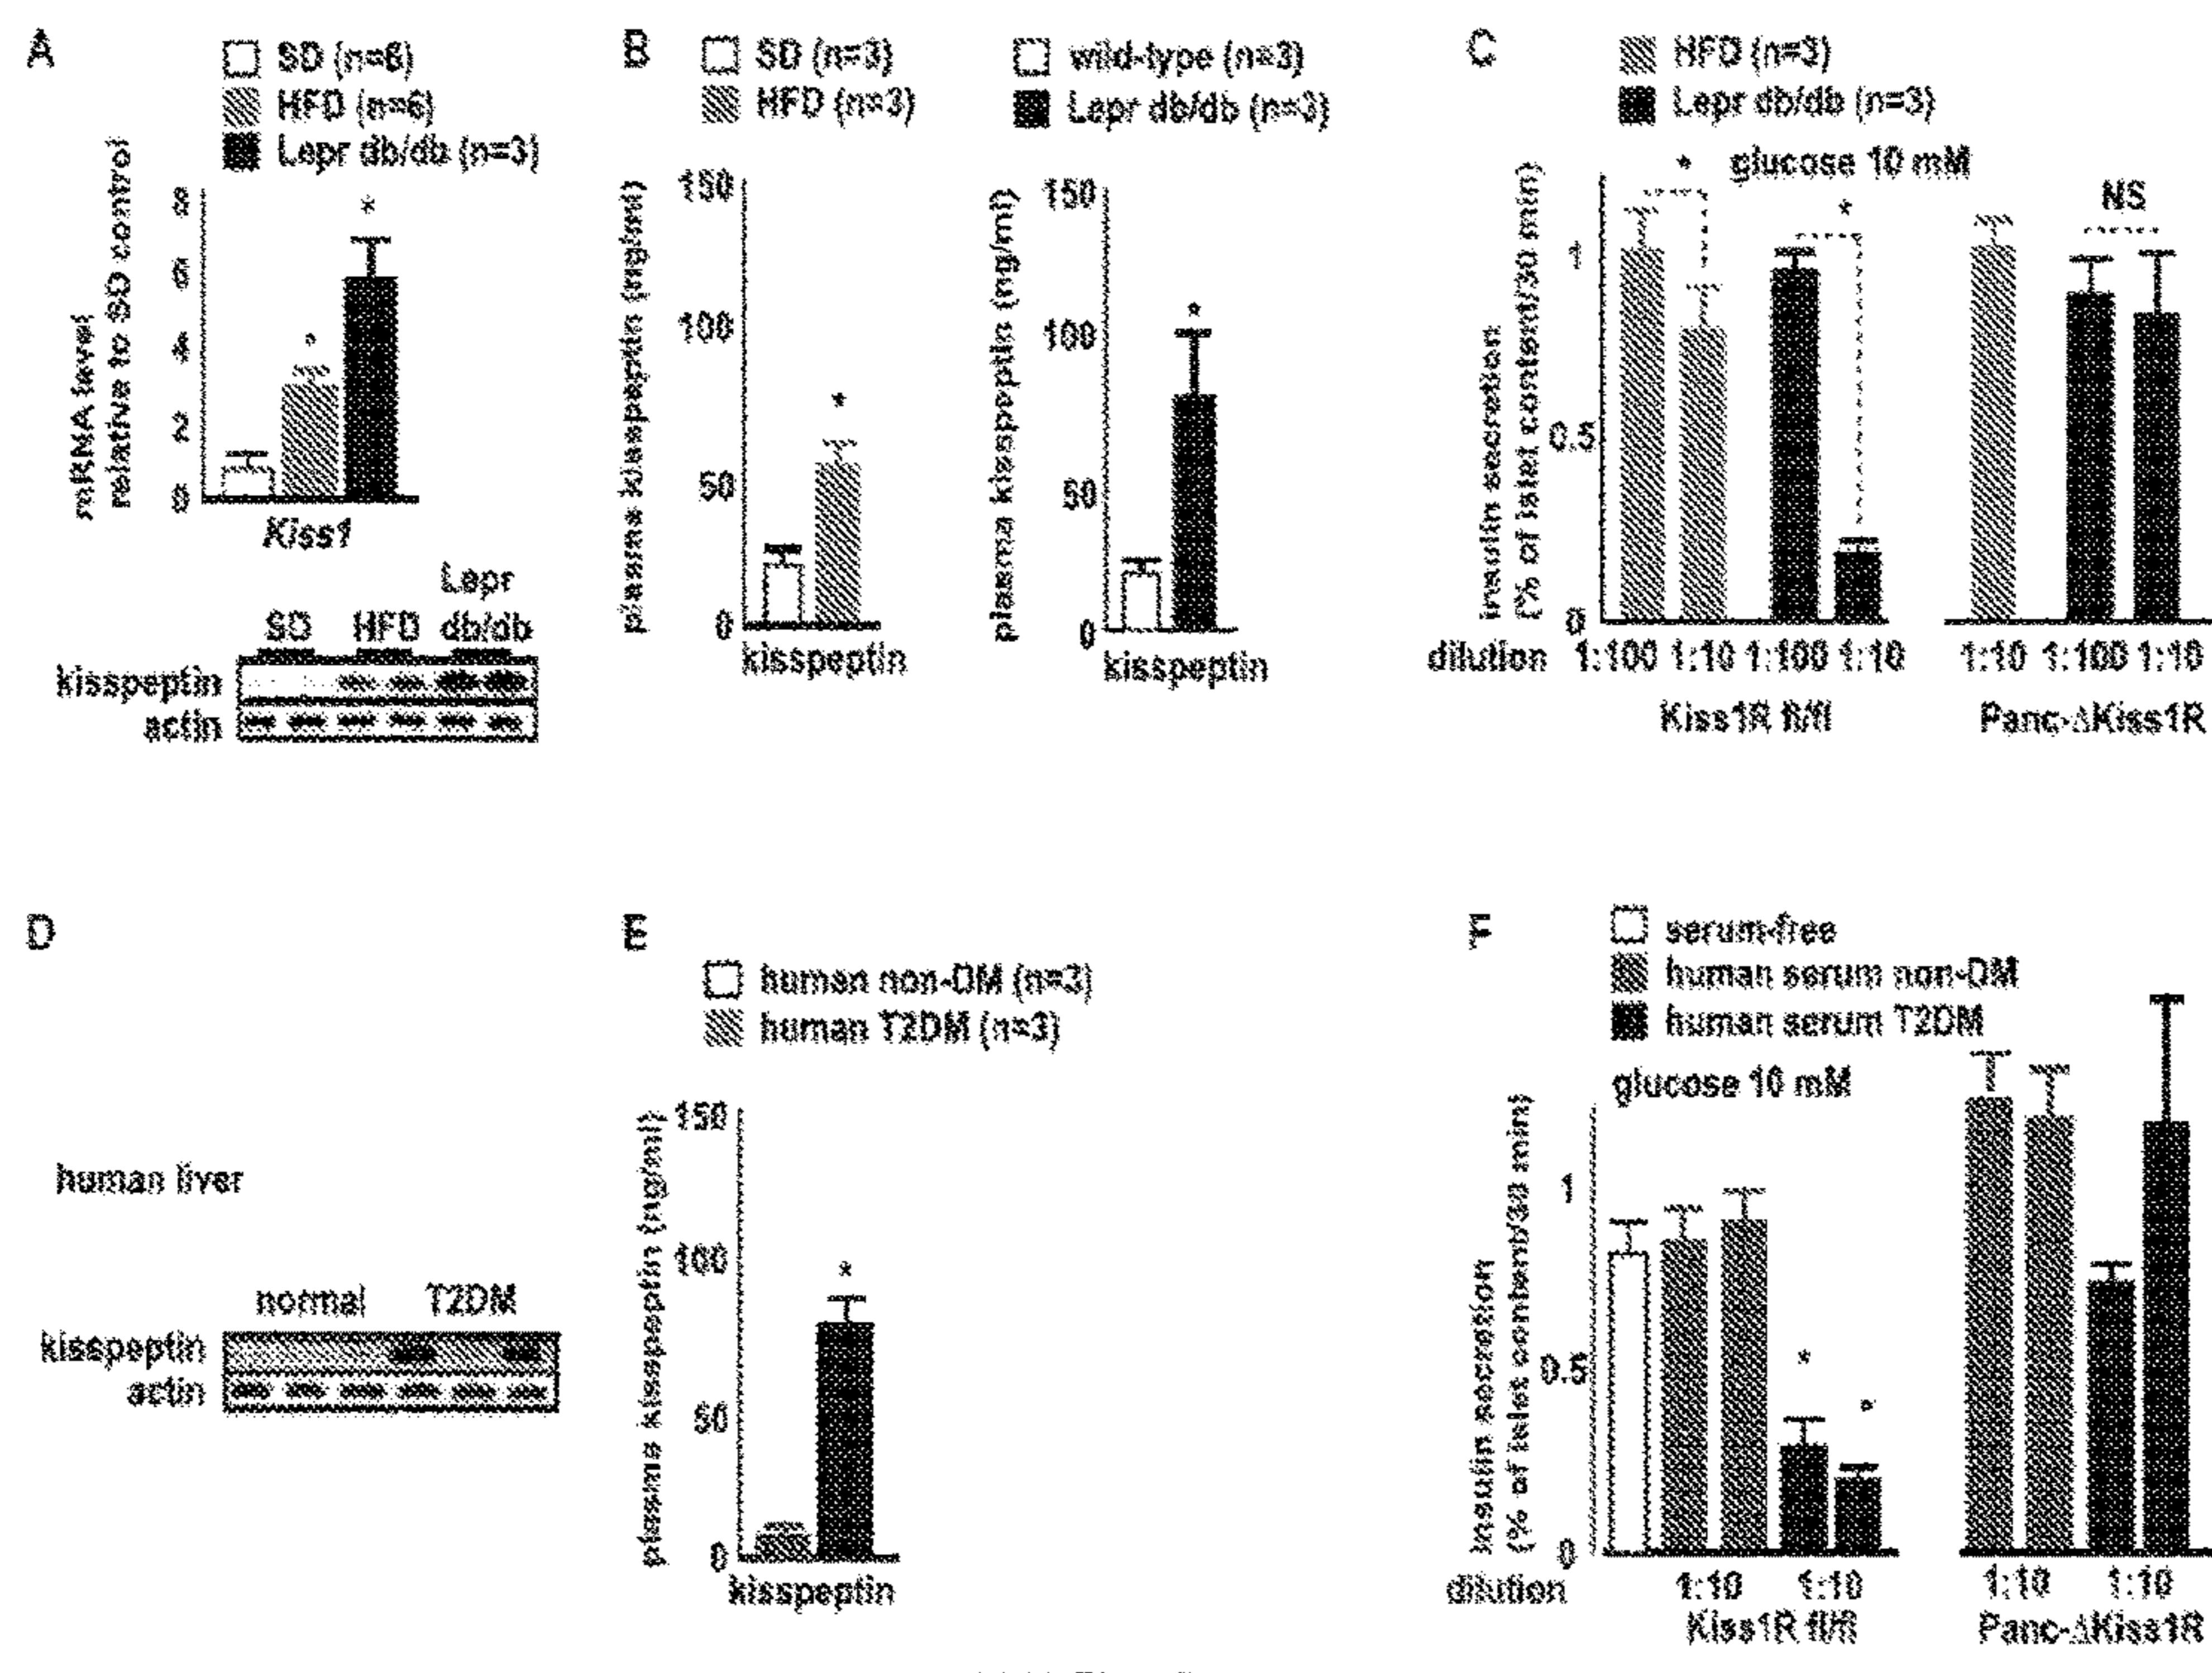 A
SD (n=6)
HFD (n=6)
Lepr db/db (n=3)
mRNA level
relative to SD control
8
6
4
2
0
*
*
Kiss1
SD HFD Lepr
db/db
kisspeptin
actin
B
SD (n=3)
HFD (n=3)
wild-type (n=3)
Lepr db/db (n=3)
plasma kisspeptin (ng/ml)
150
100
50
0
*
kisspeptin
plasma kisspeptin (ng/ml)
150
100
50
0
*
kisspeptin
C
HFD (n=3)
Lepr db/db (n=3)
glucose 10 mM
*
*
NS
insulin secretion
(% of islet content/30 min)
1
0.5
0
dilution 1:100 1:10 1:100 1:10 1:10 1:100 1:10
Kiss1R fl/fl Panc-ΔKiss1R
D
human liver
normal T2DM
kisspeptin
actin
E
human non-DM (n=3)
human T2DM (n=3)
plasma kisspeptin (ng/ml)
150
100
50
0
*
kisspeptin
F
serum-free
human serum non-DM
human serum T2DM
glucose 10 mM
insulin secretion
(% of islet content/30 min)
1
0.5
0
*
*
dilution 1:10 1:10 1:10 1:10
Kiss1R fl/fl Panc-ΔKiss1R